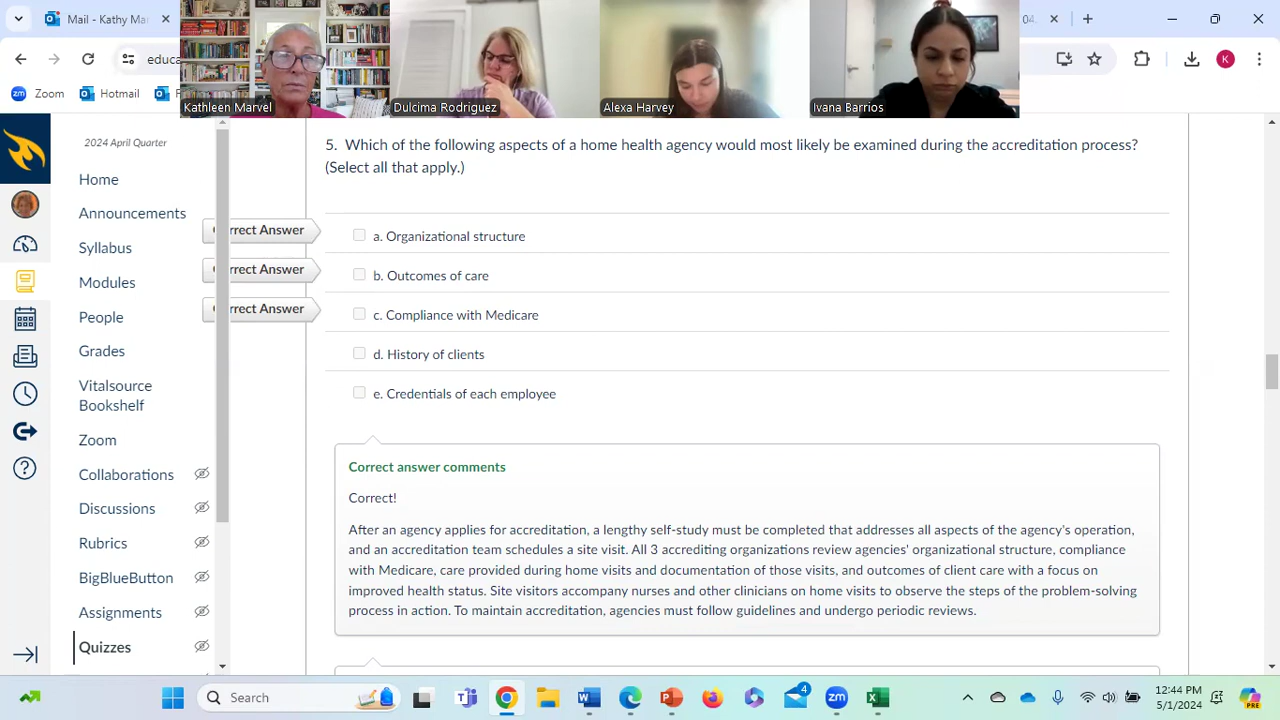 Mail - Kathy Mar
04
educa
K
Zoom
Hotmail
Kathleen Marvel
Dulcima Rodriguez
Alexa Harvey
Ivana Barrios
2024 April Quarter
Home
Announcements
Syllabus
Modules
People
Grades
Vitalsource
Bookshelf
Zoom
Collaborations
Discussions
Rubrics
BigBlueButton
Assignments
Quizzes
5. Which of the following aspects of a home health agency would most likely be examined during the accreditation process?
(Select all that apply.)
rrect Answer
a. Organizational structure
rrect Answer
b. Outcomes of care
rrect Answer
c. Compliance with Medicare
d. History of clients
e. Credentials of each employee
Correct answer comments
Correct!
After an agency applies for accreditation, a lengthy self-study must be completed that addresses all aspects of the agency's operation,
and an accreditation team schedules a site visit. All 3 accrediting organizations review agencies' organizational structure, compliance
with Medicare, care provided during home visits and documentation of those visits, and outcomes of client care with a focus on
improved health status. Site visitors accompany nurses and other clinicians on home visits to observe the steps of the problem-solving
process in action. To maintain accreditation, agencies must follow guidelines and undergo periodic reviews.
Search
4
12:44 PM
5/1/2024
PRE